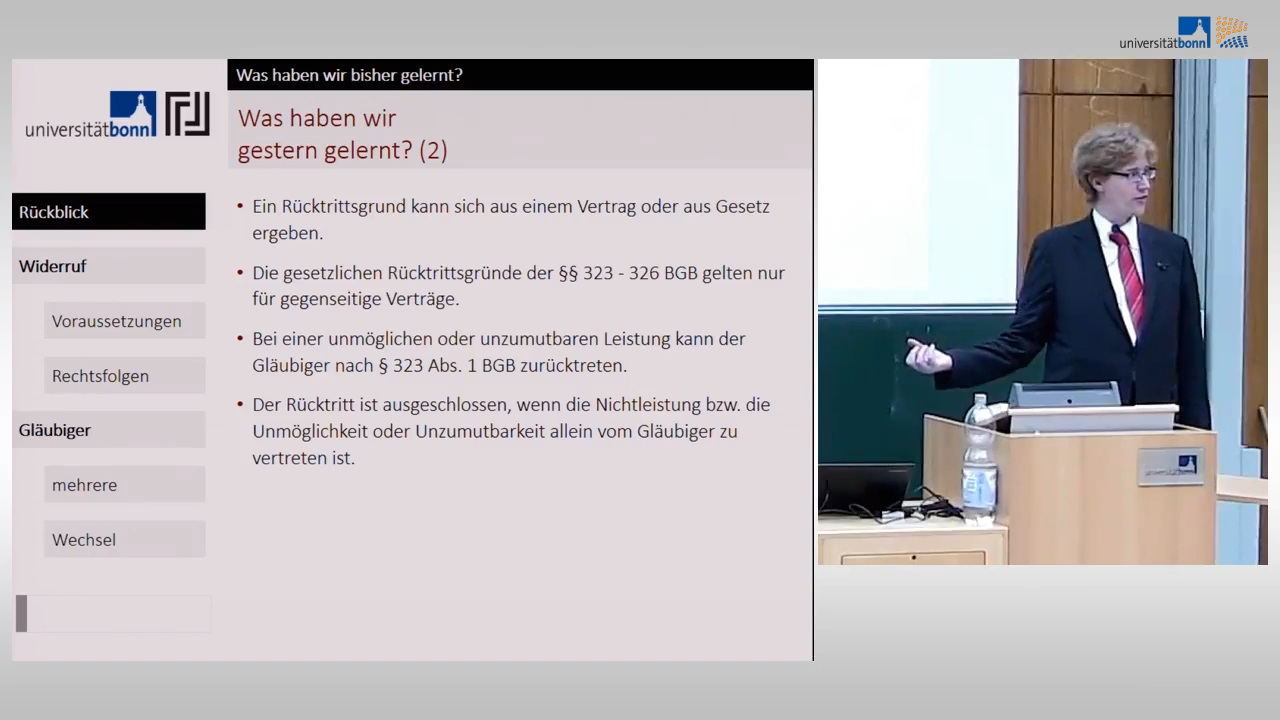 universitätbonn
Was haben wir bisher gelernt?
universitätbonn
Was haben wir
gestern gelernt? (2)
Rückblick
Widerruf
Voraussetzungen
Rechtsfolgen
Gläubiger
mehrere
Wechsel
• Ein Rücktrittsgrund kann sich aus einem Vertrag oder aus Gesetz
ergeben.
• Die gesetzlichen Rücktrittsgründe der §§ 323 - 326 BGB gelten nur
für gegenseitige Verträge.
• Bei einer unmöglichen oder unzumutbaren Leistung kann der
Gläubiger nach § 323 Abs. 1 BGB zurücktreten.
• Der Rücktritt ist ausgeschlossen, wenn die Nichtleistung bzw. die
Unmöglichkeit oder Unzumutbarkeit allein vom Gläubiger zu
vertreten ist.
universitätbonn